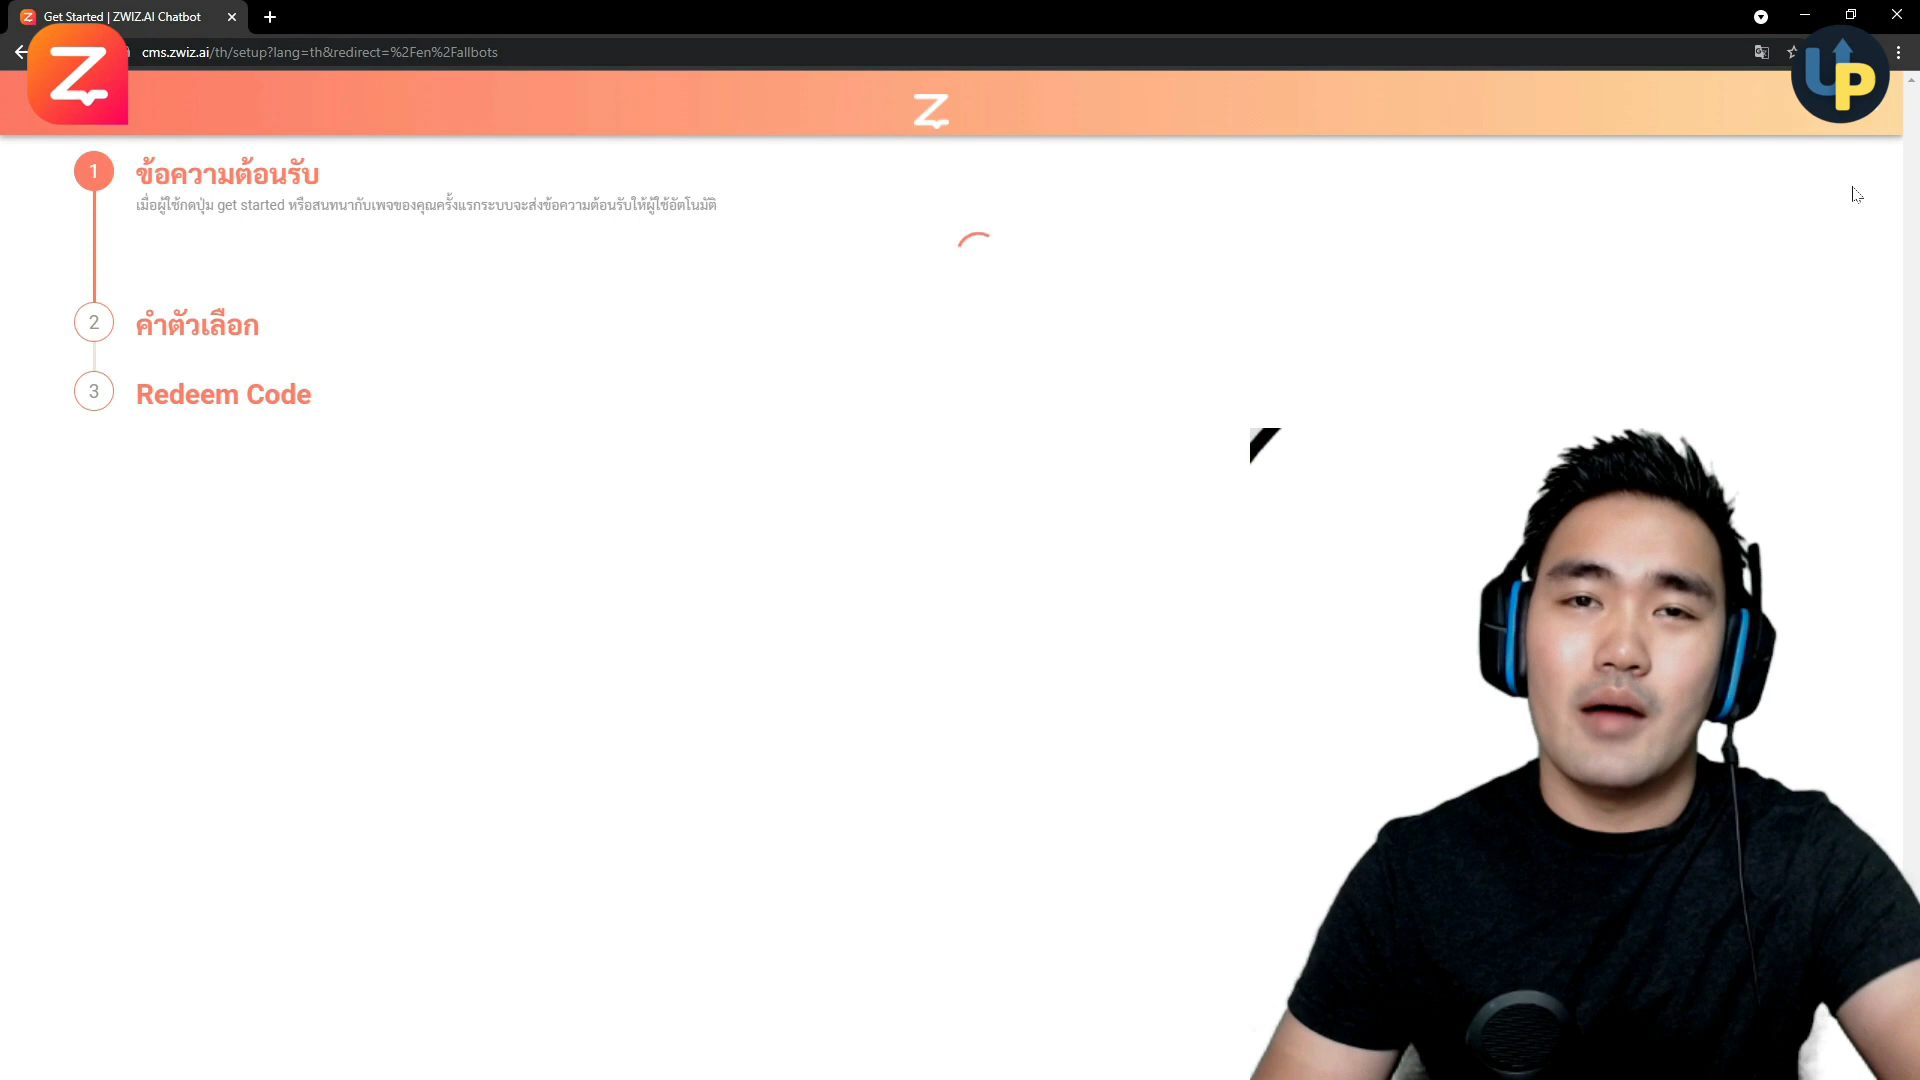 Get Started | ZWIZ.AI Chatbot
cms.zwiz.ai/th/setup?lang=th&redirect=%2Fen%2Fallbots
Z
UP
Z
1 ข้อความต้อนรับ
เมื่อผู้ใช้กดปุ่ม get started หรือสนทนากับเพจของคุณครั้งแรกระบบจะส่งข้อความต้อนรับให้ผู้ใช้อัตโนมัติ
2 คำตัวเลือก
3 Redeem Code